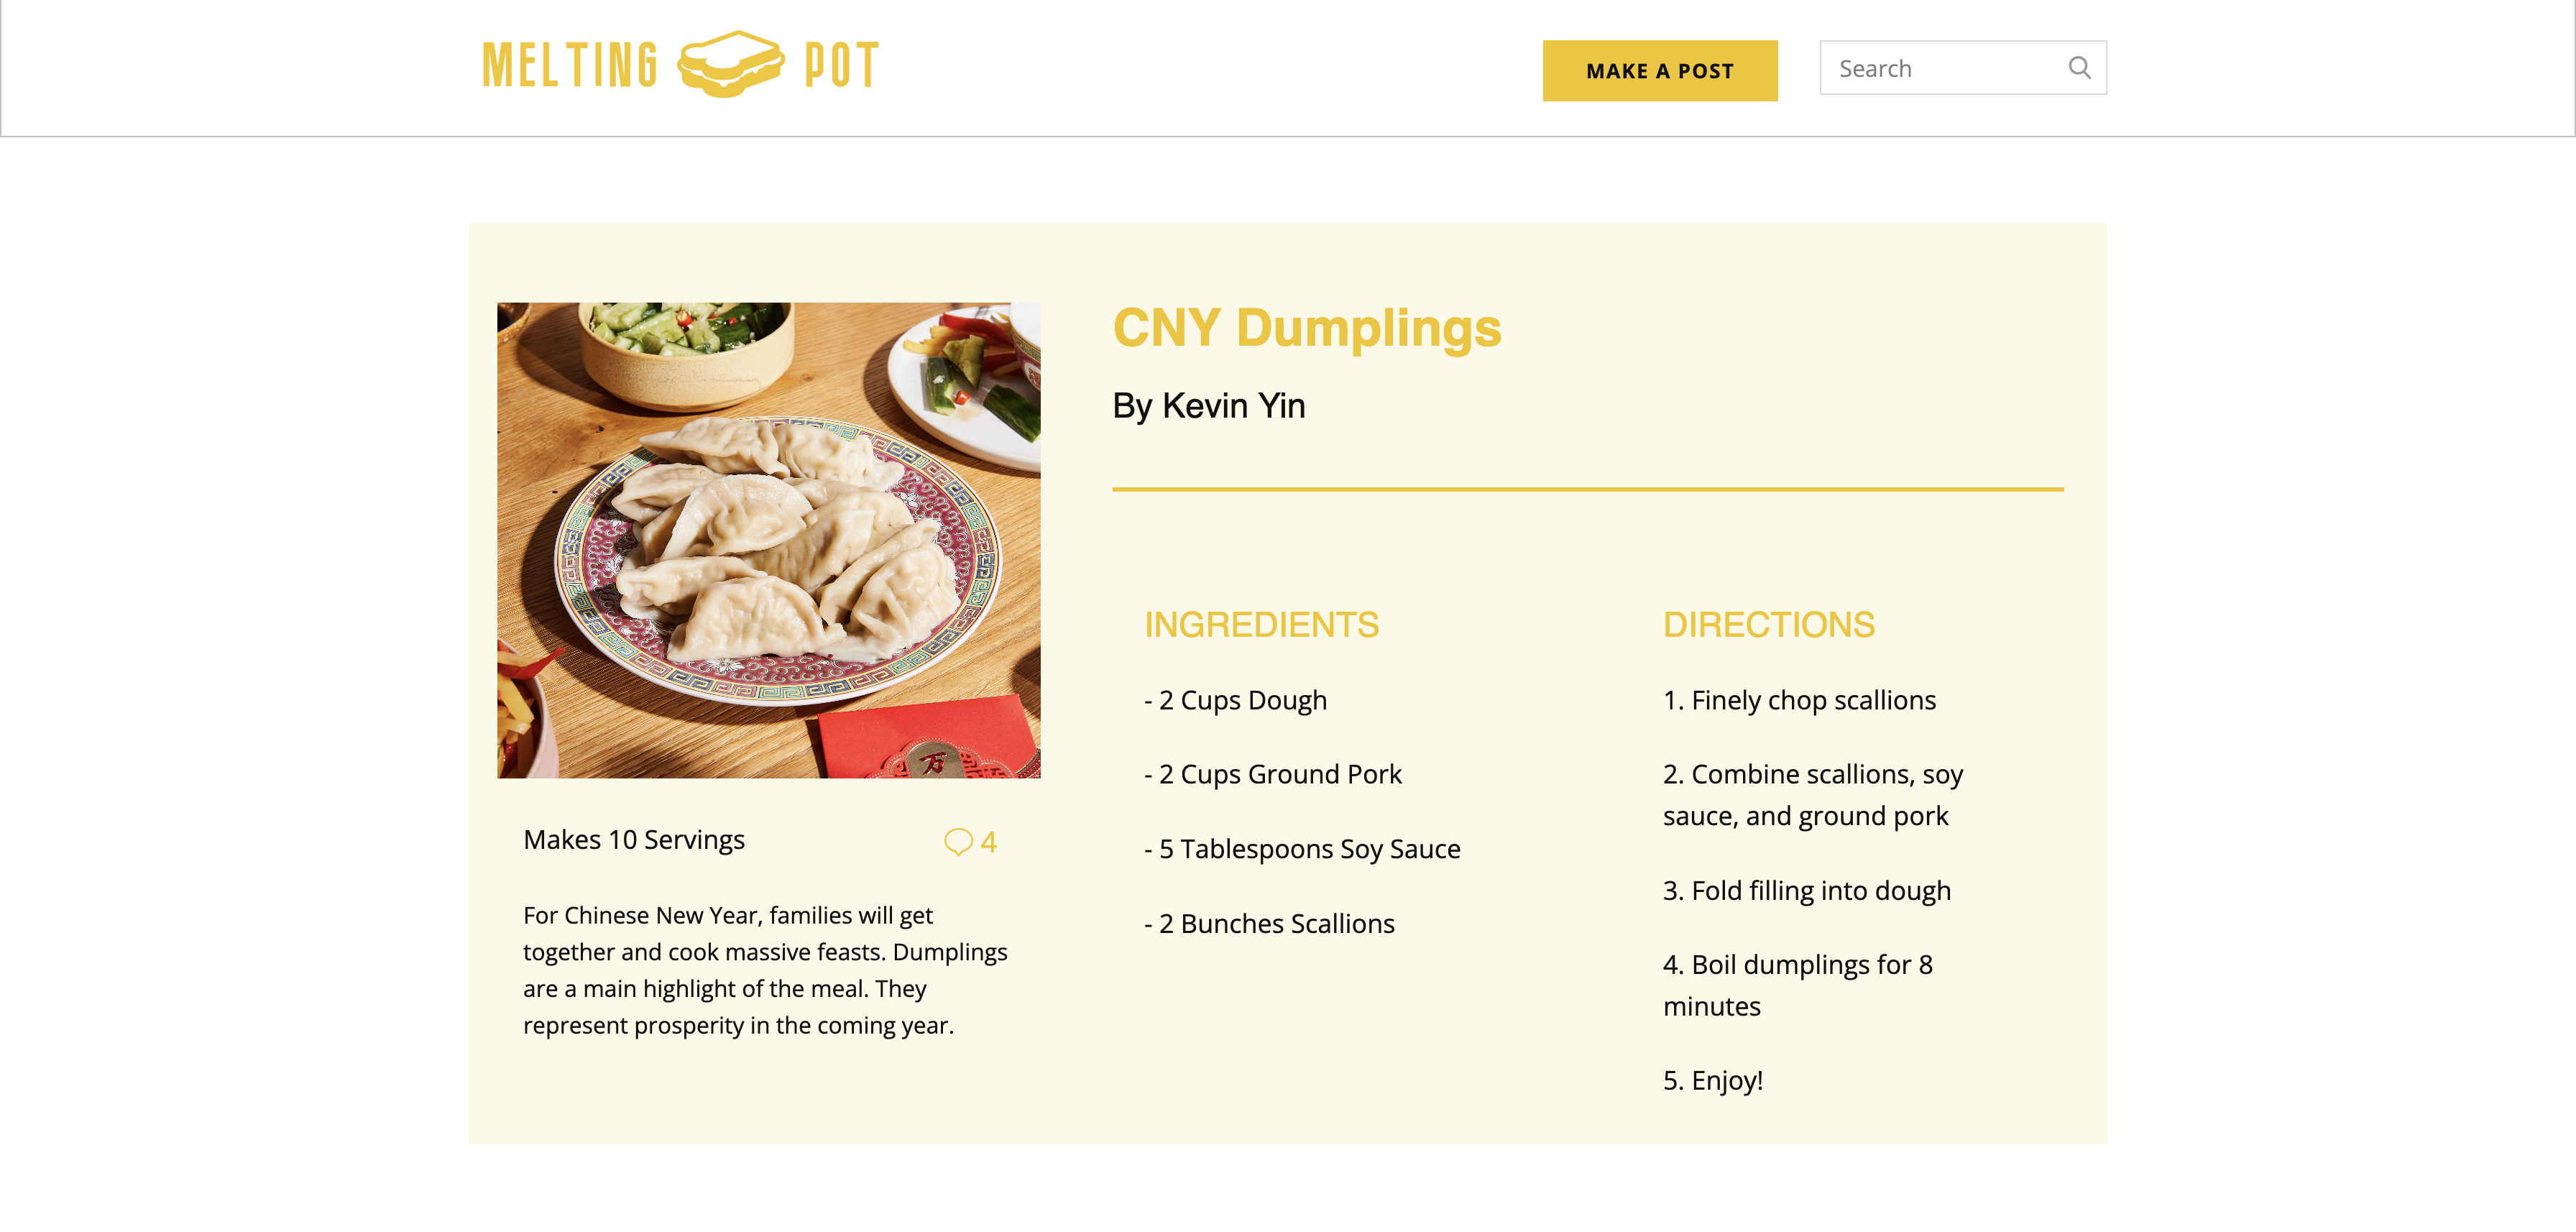 MELTING POT
MAKE A POST
Search
CNY Dumplings
By Kevin Yin
万
Makes 10 Servings
4
For Chinese New Year, families will get
together and cook massive feasts. Dumplings
are a main highlight of the meal. They
represent prosperity in the coming year.
INGREDIENTS
- 2 Cups Dough
- 2 Cups Ground Pork
- 5 Tablespoons Soy Sauce
- 2 Bunches Scallions
DIRECTIONS
1. Finely chop scallions
2. Combine scallions, soy
sauce, and ground pork
3. Fold filling into dough
4. Boil dumplings for 8
minutes
5. Enjoy!